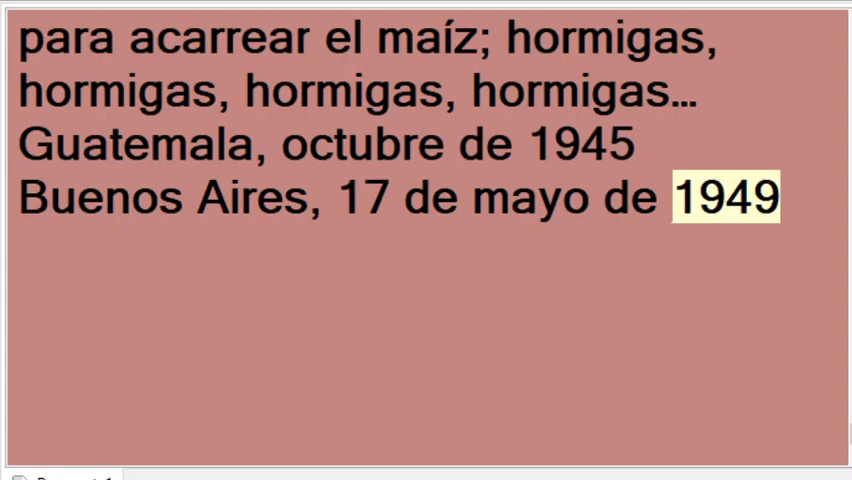 para acarrear el maíz; hormigas,
hormigas, hormigas, hormigas...
Guatemala, octubre de 1945
Buenos Aires, 17 de mayo de 1949